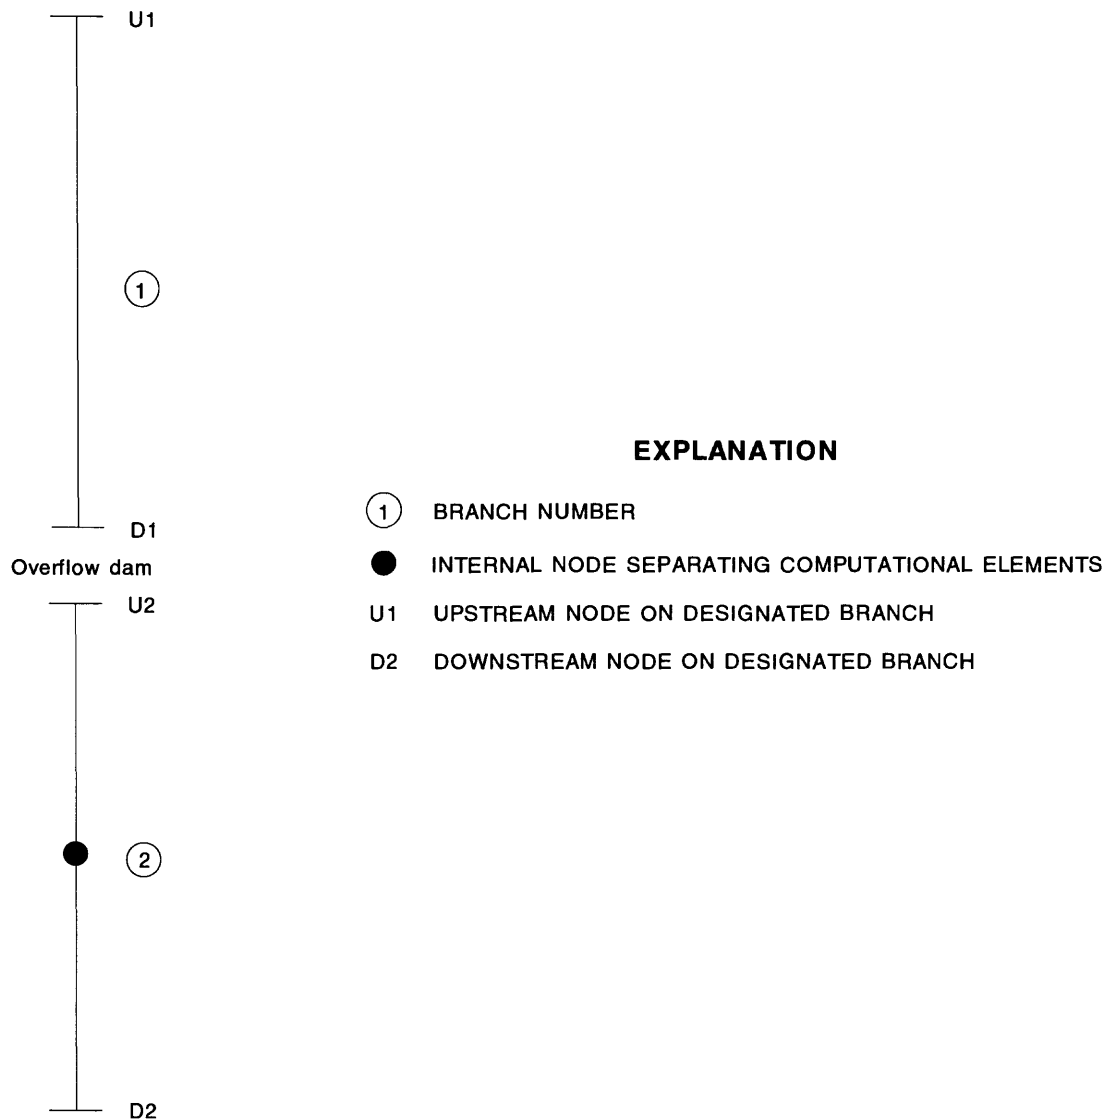 U1
1
D1
Overflow dam
U2
2
D2
EXPLANATION
1 BRANCH NUMBER
INTERNAL NODE SEPARATING COMPUTATIONAL ELEMENTS
U1 UPSTREAM NODE ON DESIGNATED BRANCH
D2 DOWNSTREAM NODE ON DESIGNATED BRANCH